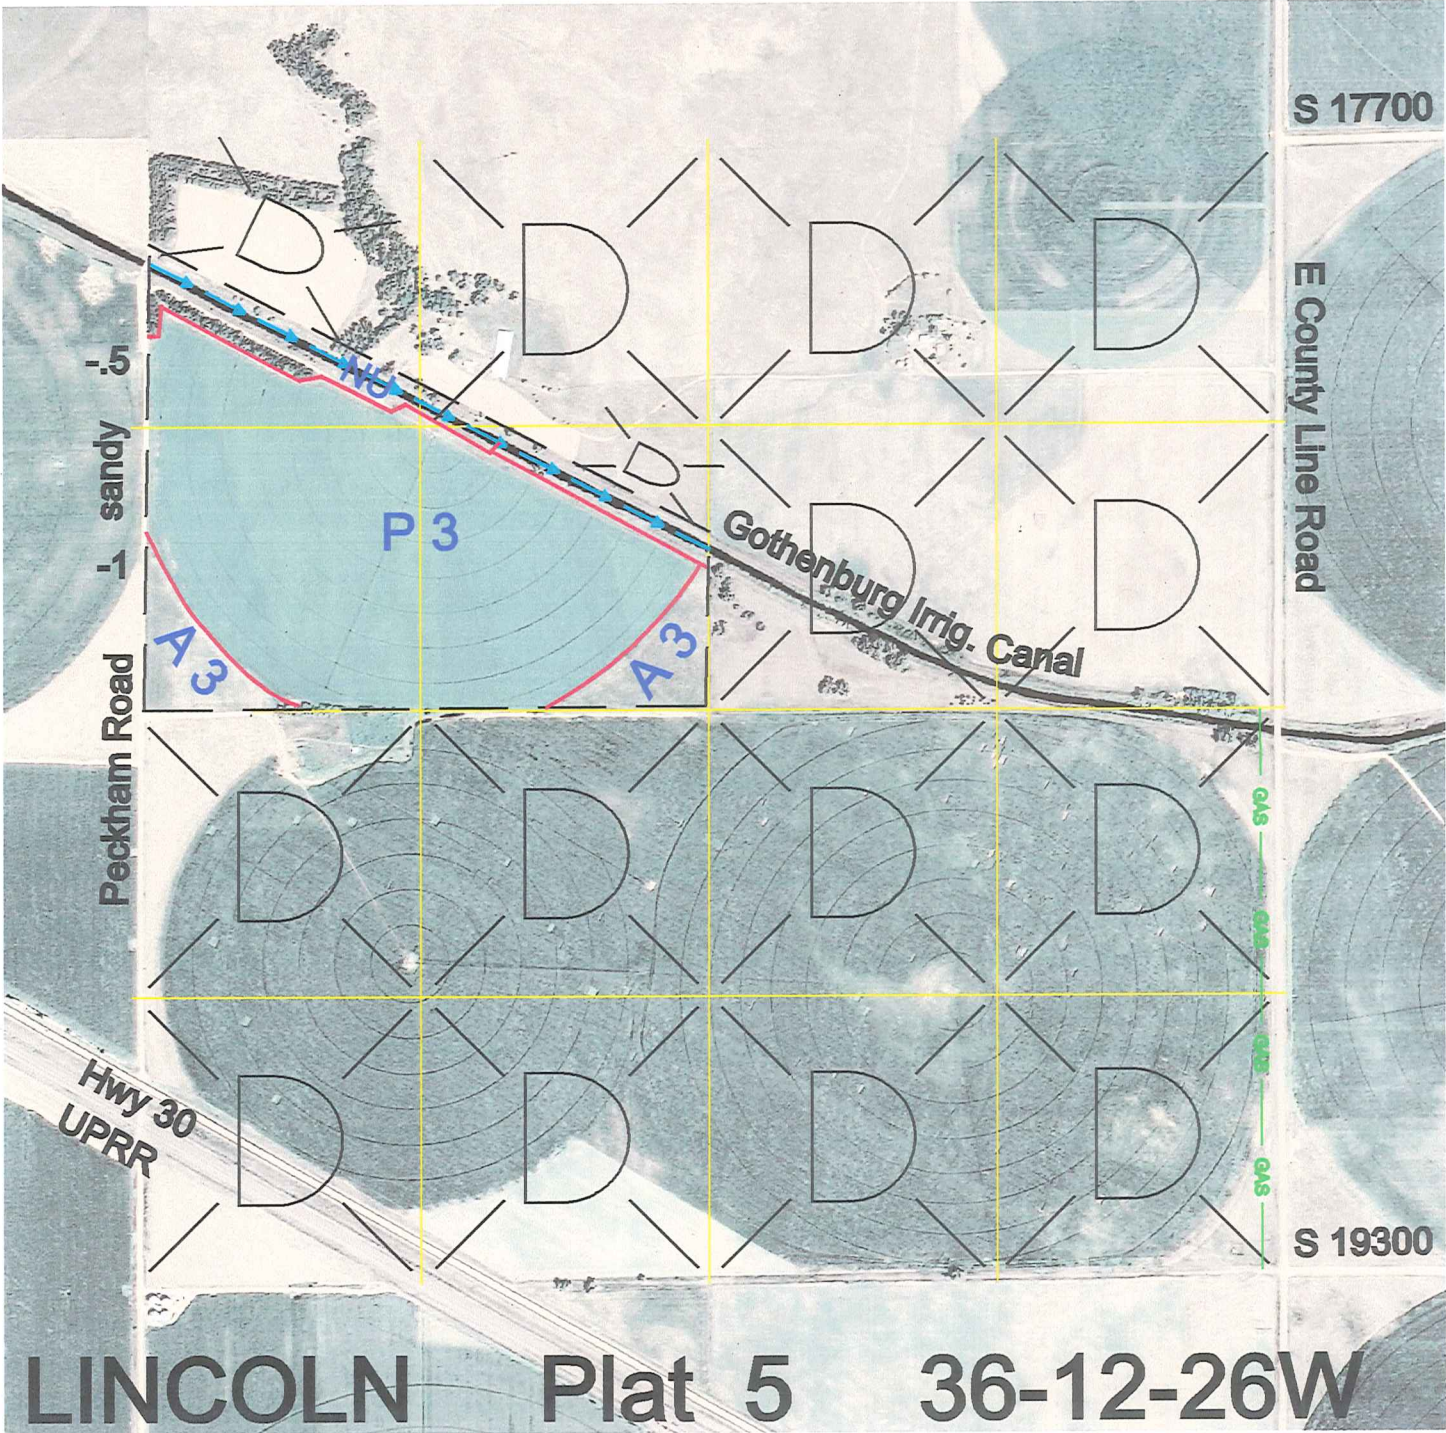 S 17700
D
D
D
D
E County Line Road
-.5
NU
sandy
D
P 3
Gothenburg Irrig. Canal
D
D
-1
A 3
A 3
Peckham Road
D
D
D
D
GAS
GAS
GAS
GAS
Hwy 30
UPRR
D
D
D
D
S 19300
LINCOLN Plat 5 36-12-26W